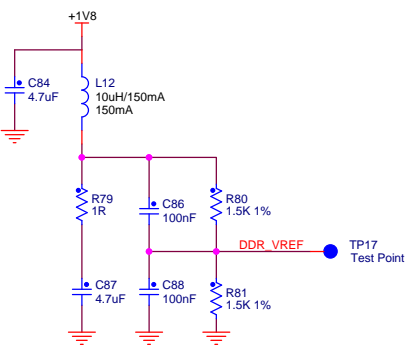 +1V8
C84
4.7uF
L12
10uH/150mA
150mA
R79
1R
C86
100nF
R80
1.5K 1%
DDR_VREF
TP17
Test Point
C87
4.7uF
C88
100nF
R81
1.5K 1%